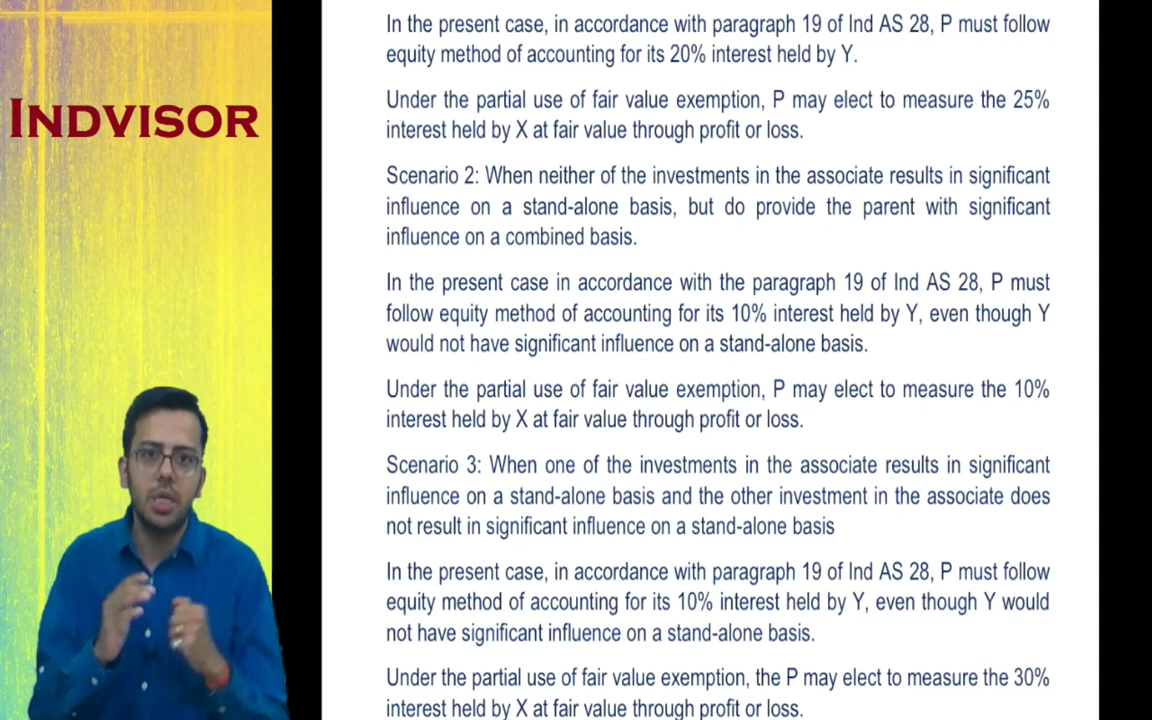 INDVISOR
In the present case, in accordance with paragraph 19 of Ind AS 28, P must follow
equity method of accounting for its 20% interest held by Y.
Under the partial use of fair value exemption, P may elect to measure the 25%
interest held by X at fair value through profit or loss.
Scenario 2: When neither of the investments in the associate results in significant
influence on a stand-alone basis, but do provide the parent with significant
influence on a combined basis.
In the present case in accordance with the paragraph 19 of Ind AS 28, P must
follow equity method of accounting for its 10% interest held by Y, even though Y
would not have significant influence on a stand-alone basis.
Under the partial use of fair value exemption, P may elect to measure the 10%
interest held by X at fair value through profit or loss.
Scenario 3: When one of the investments in the associate results in significant
influence on a stand-alone basis and the other investment in the associate does
not result in significant influence on a stand-alone basis
In the present case, in accordance with paragraph 19 of Ind AS 28, P must follow
equity method of accounting for its 10% interest held by Y, even though Y would
not have significant influence on a stand-alone basis.
Under the partial use of fair value exemption, the P may elect to measure the 30%
interest held by X at fair value through profit or loss.